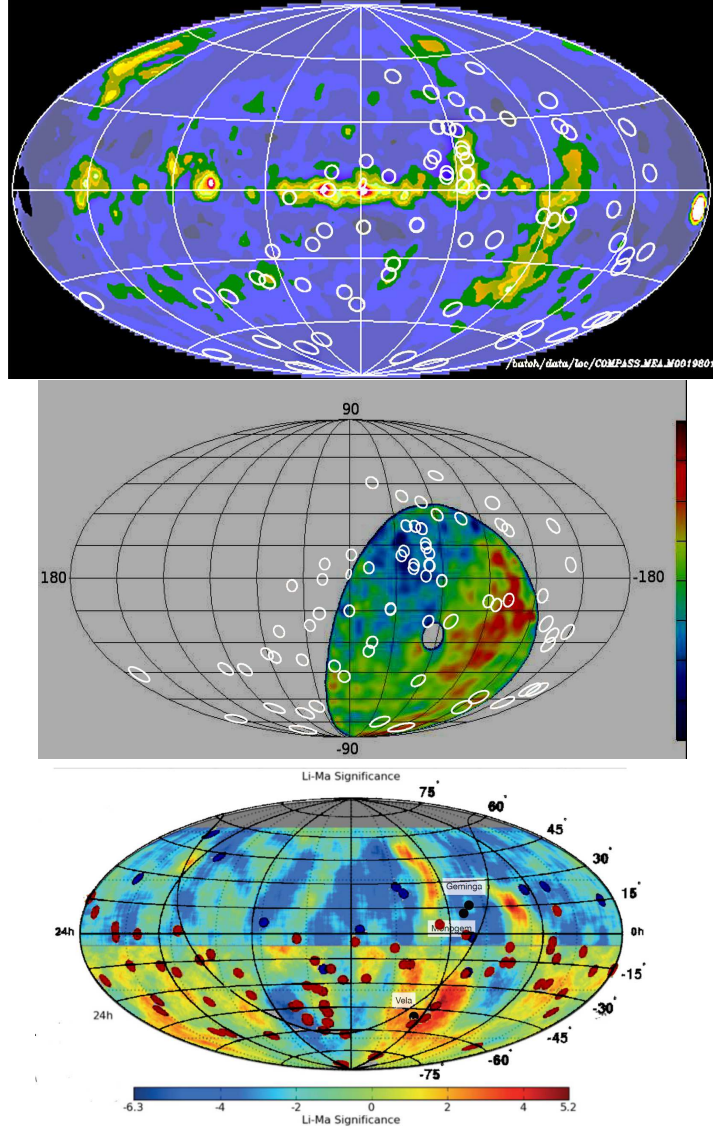 /batch/data/loc/COMPASS.MEA.M0019801
90
180
-180
-90
Li-Ma Significance
75°
60°
45°
30°
Geminga
15°
24h
Monogem
0h
-15°
Vela
-30°
24h
-45°
-60°
-75°
-6.3 -4 -2 0 2 4 5.2
Li-Ma Significance